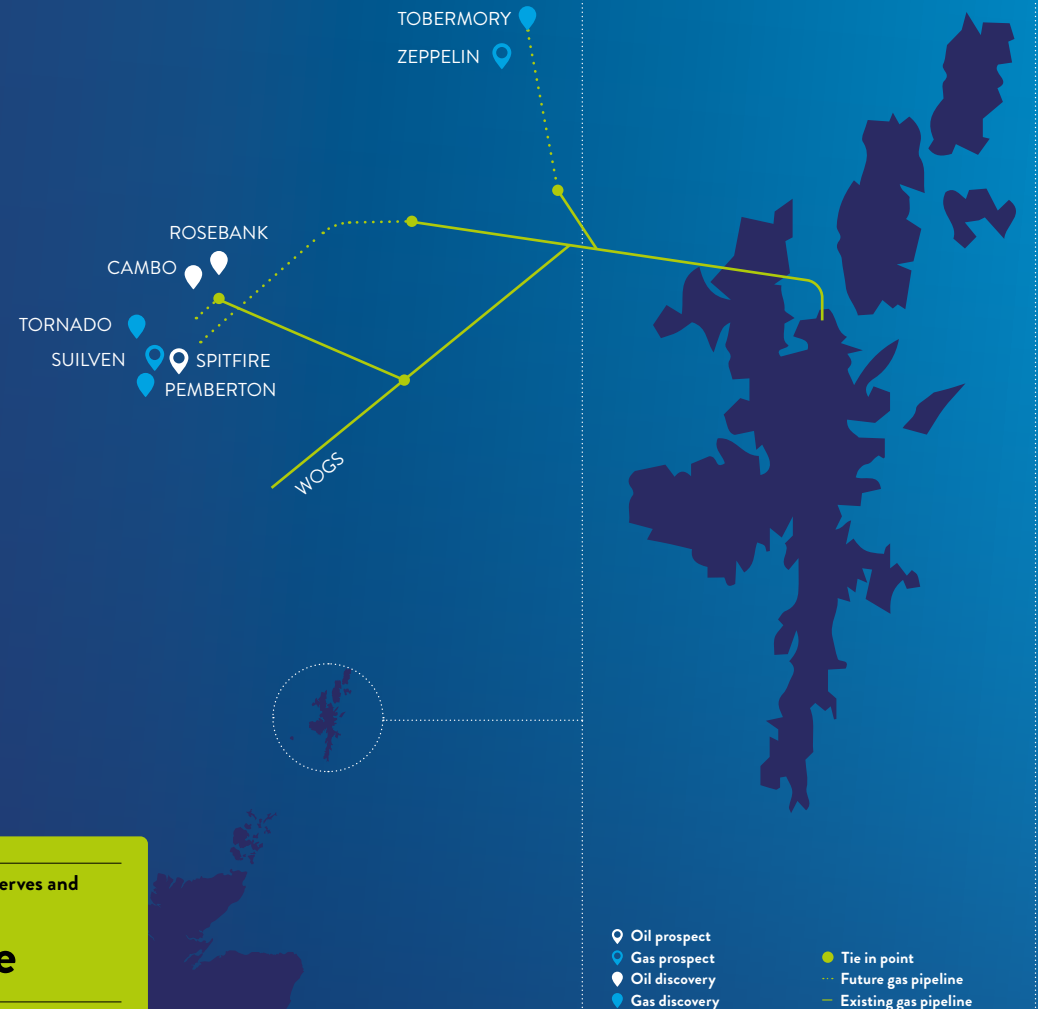 TOBERMORY
ZEPPELIN
ROSEBANK
CAMBO
TORNADO
SUILVEN
SPITFIRE
PEMBERTON
WOGS
erves and
e
Oil prospect
Gas prospect
Oil discovery
Gas discovery
Tie in point
Future gas pipeline
Existing gas pipeline